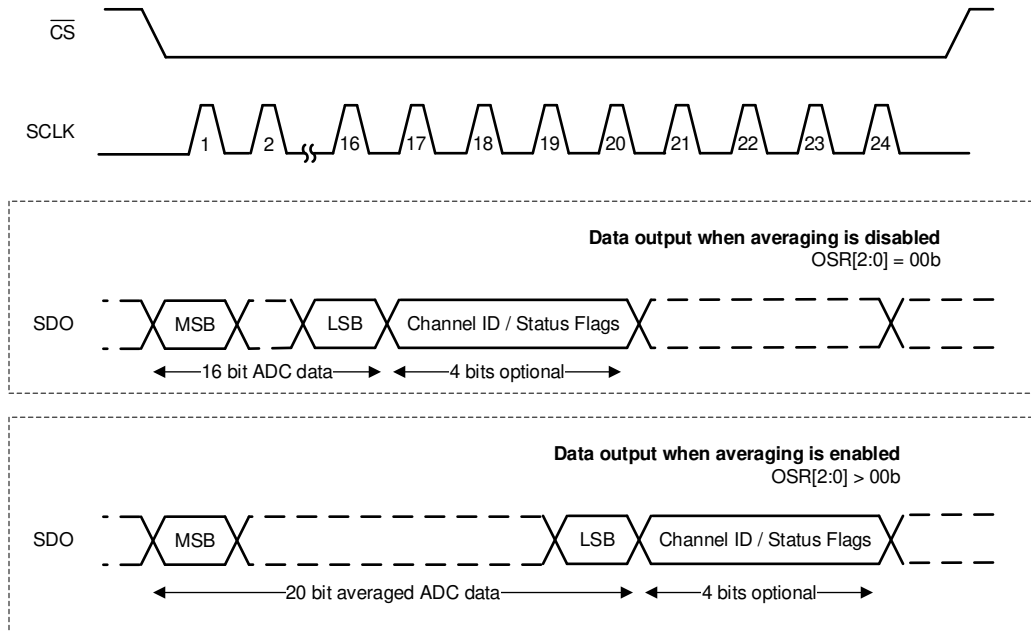 CS
SCLK
1 2 16 17 18 19 20 21 22 23 24
Data output when averaging is disabled
OSR[2:0] = 00b
SDO
MSB LSB Channel ID / Status Flags
16 bit ADC data 4 bits optional
Data output when averaging is enabled
OSR[2:0] > 00b
SDO
MSB LSB Channel ID / Status Flags
20 bit averaged ADC data 4 bits optional